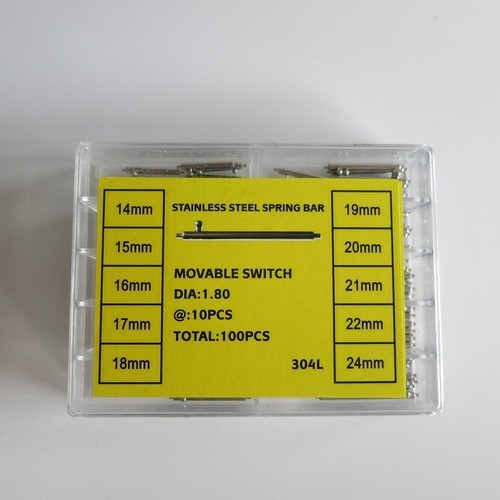 14mm
15mm
16mm
17mm
18mm
STAINLESS STEEL SPRING BAR
MOVABLE SWITCH
DIA:1.80
@:10PCS
TOTAL:100PCS
304L
19mm
20mm
21mm
22mm
24mm